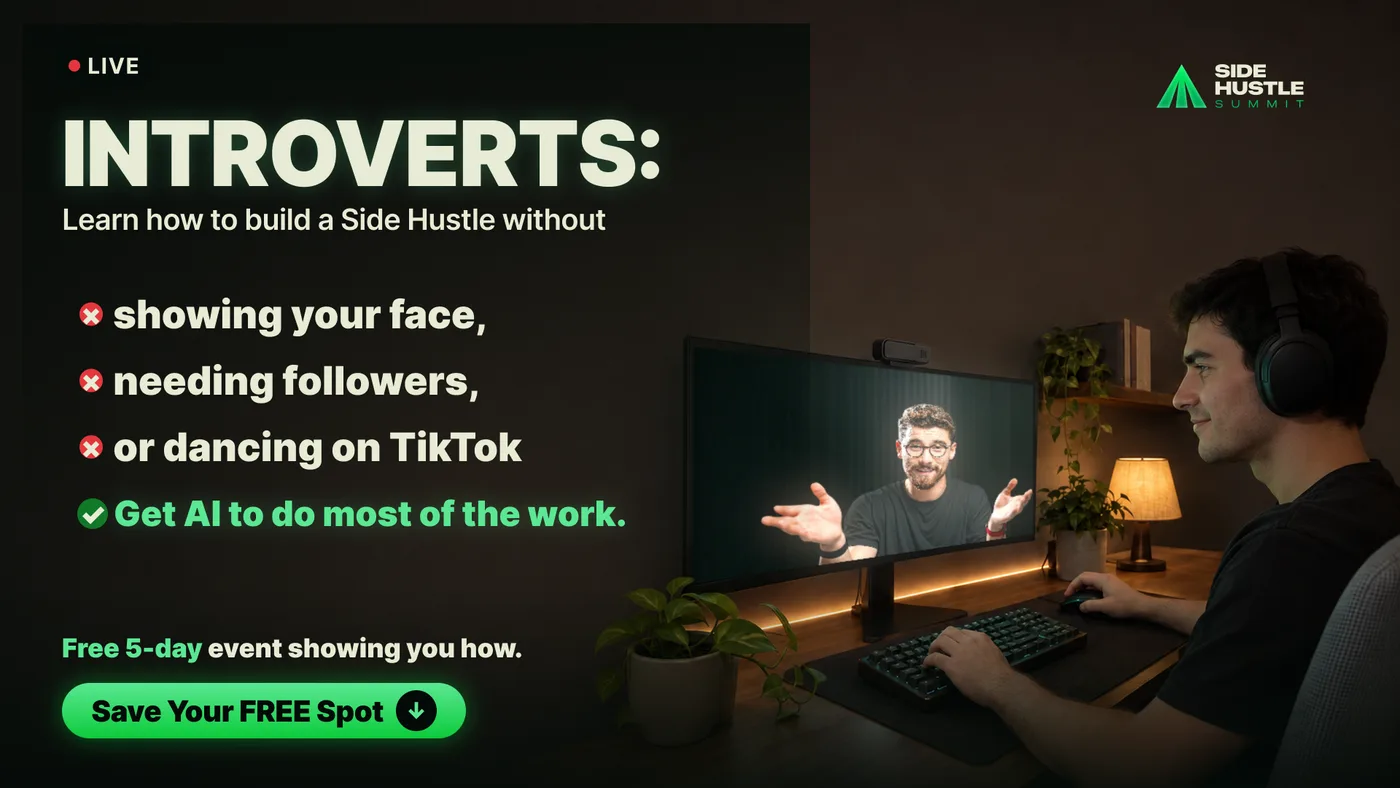 LIVE
INTROVERTS:
Learn how to build a Side Hustle without
showing your face,
needing followers,
or dancing on TikTok
Get AI to do most of the work.
Free 5-day event showing you how.
Save Your FREE Spot
SIDE
HUSTLE
SUMMIT